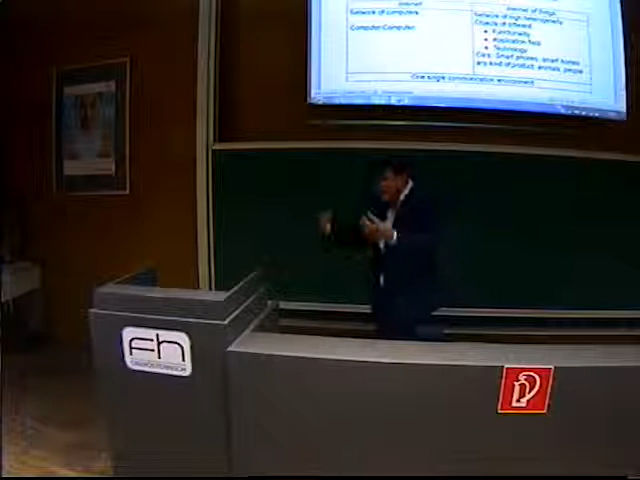 Internet
Internet of things
Network of computers
Network of high heterogeneity
Objects of different
Computer:Computer
Functionality
Application field
Technology
Cars, Smart phones, smart homes
any kind of product, animals, people
One single communication environment
fh